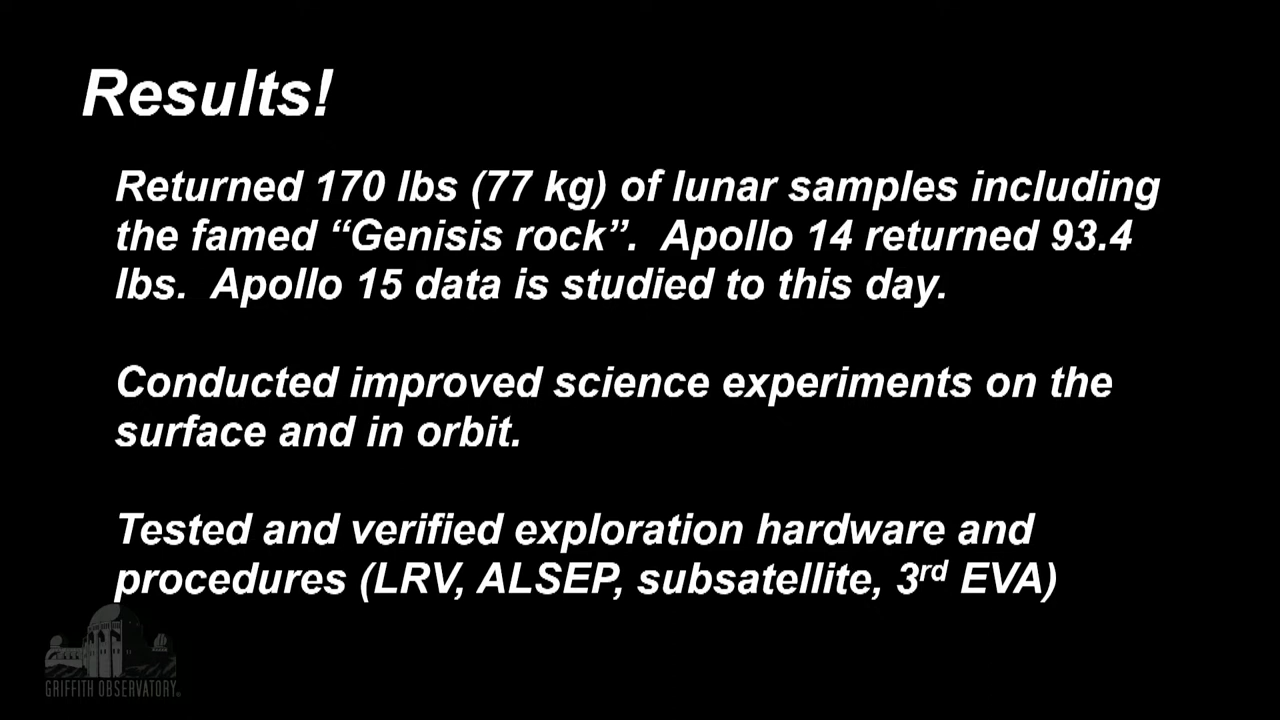 Results!
Returned 170 lbs (77 kg) of lunar samples including
the famed “Genisis rock”.  Apollo 14 returned 93.4
lbs.  Apollo 15 data is studied to this day.
Conducted improved science experiments on the
surface and in orbit.
Tested and verified exploration hardware and
procedures (LRV, ALSEP, subsatellite, 3rd EVA)
GRIFFITH OBSERVATORY